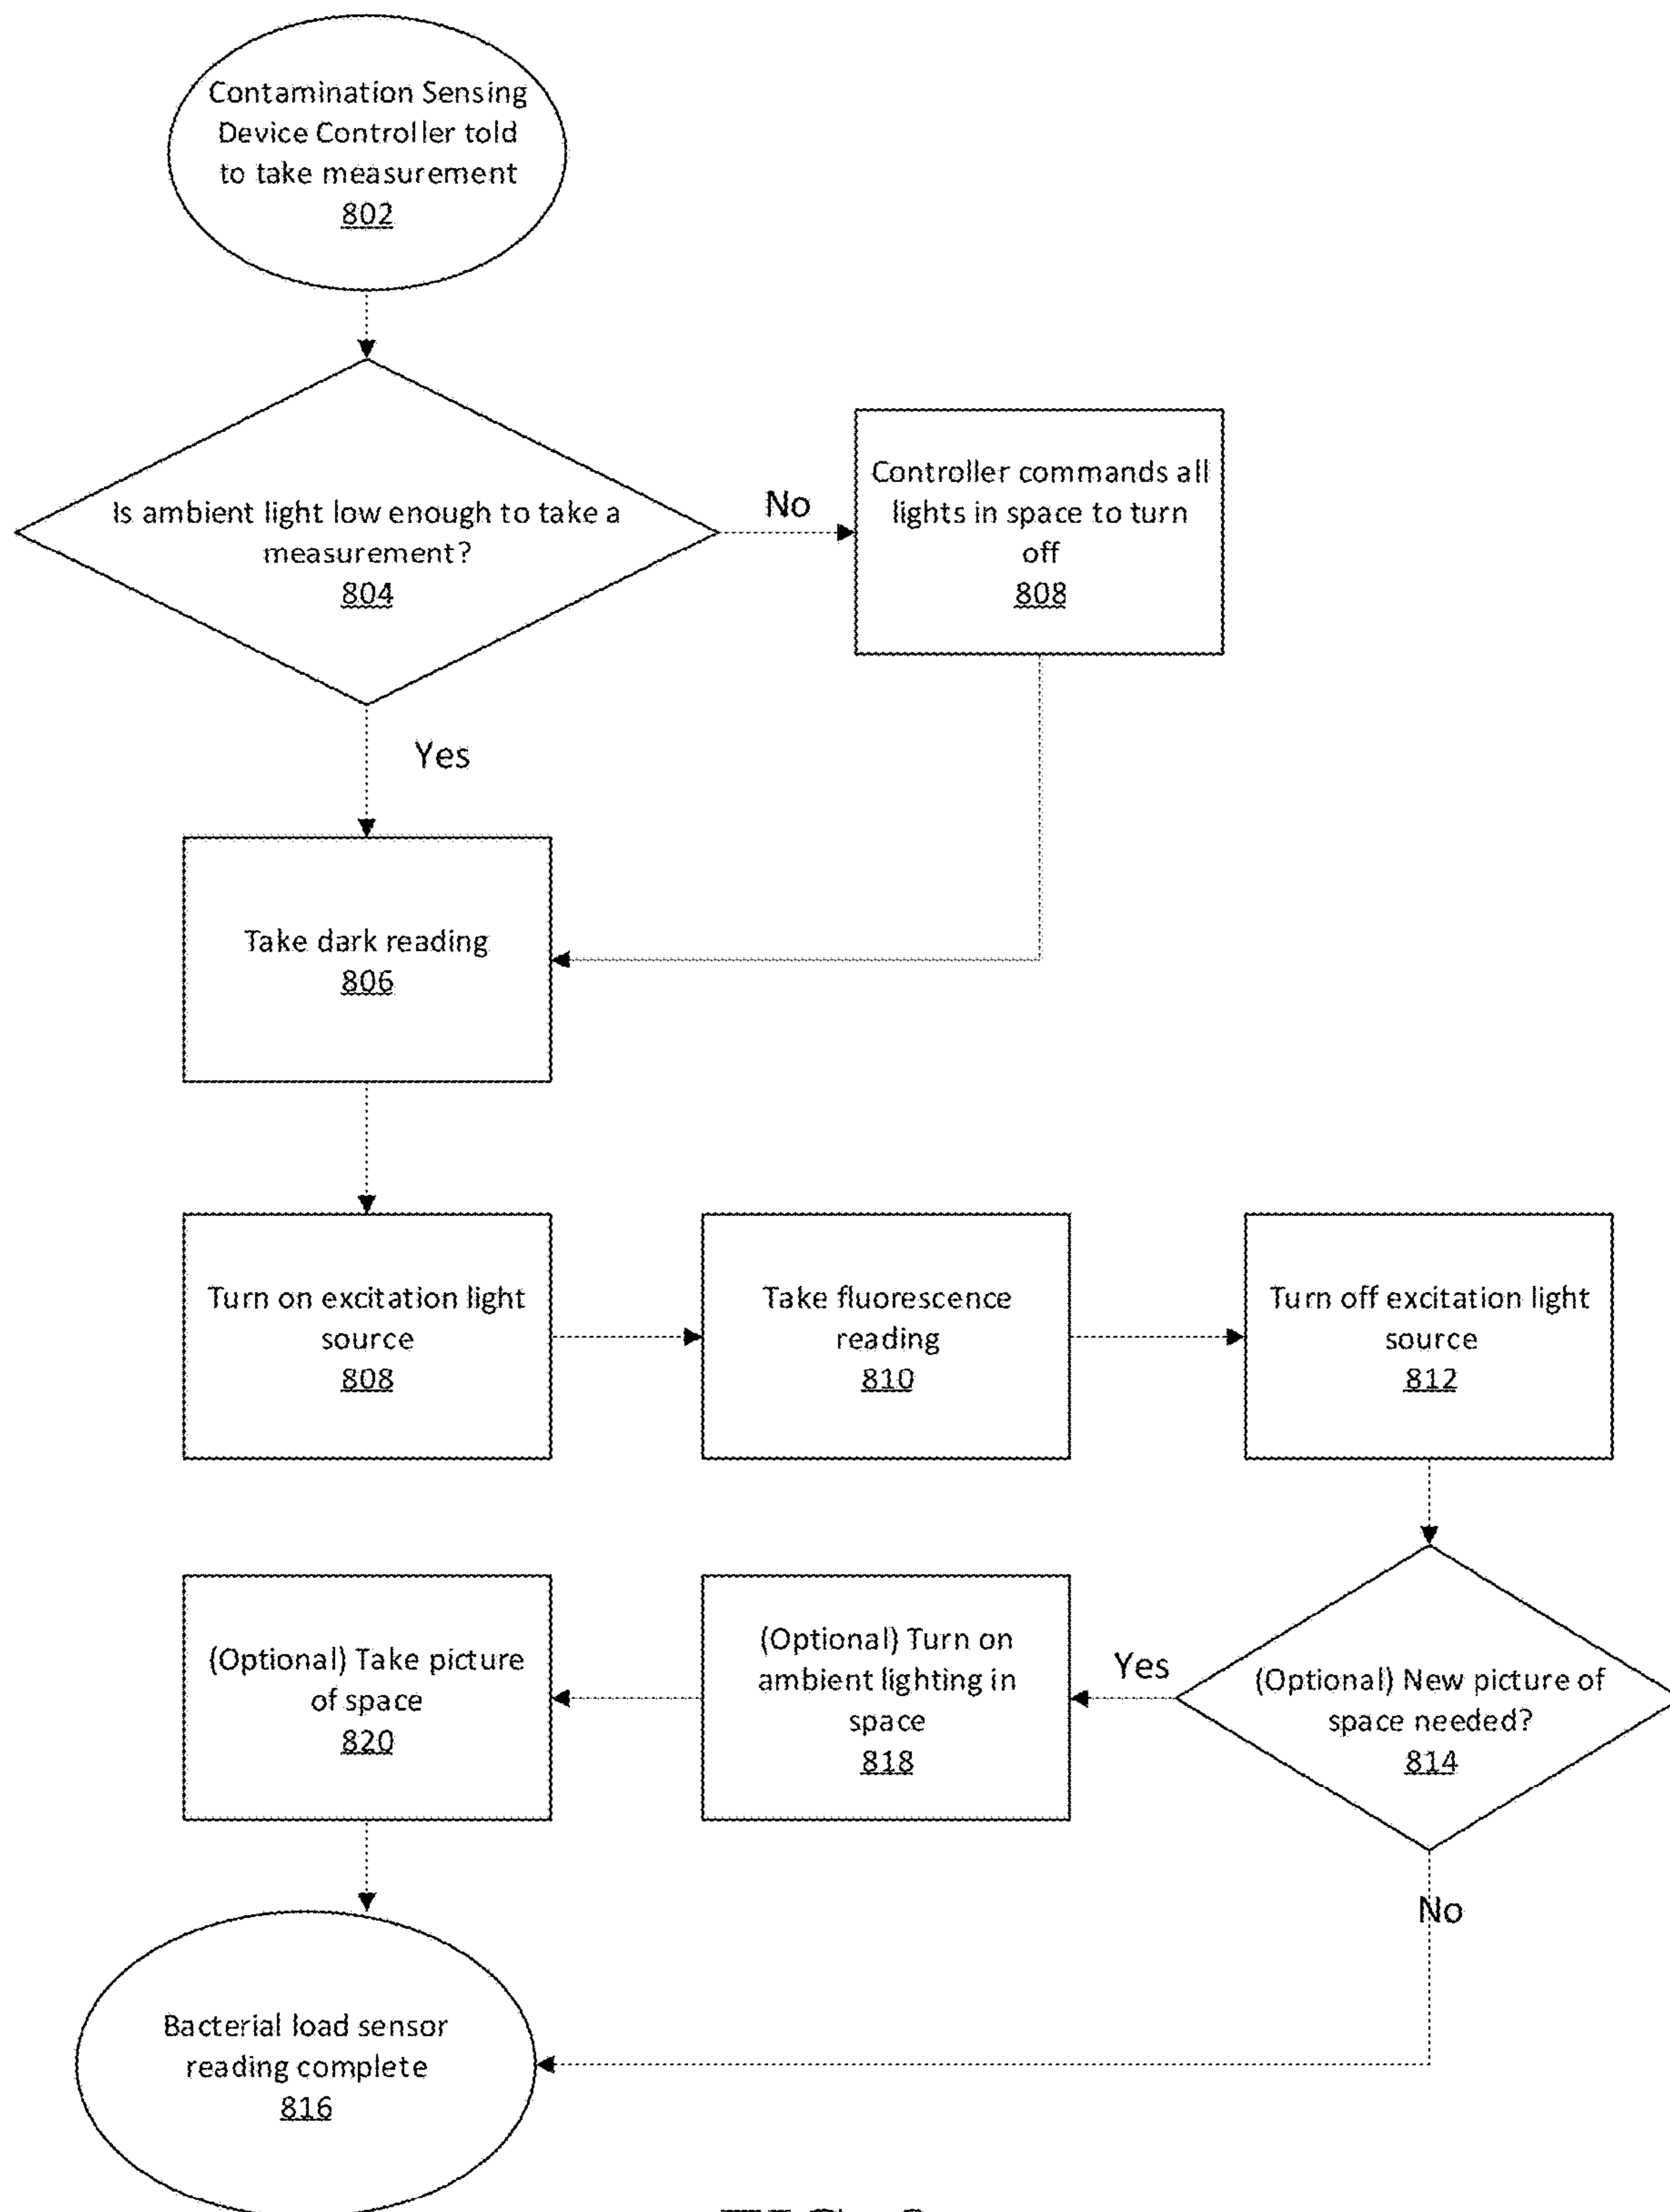 Contamination Sensing
Device Controller told
to take measurement
802
Is ambient light low enough to take a
measurement?
804
No
Controller commands all
lights in space to turn
off
808
Yes
Take dark reading
806
Turn on excitation light
source
808
Take fluorescence
reading
810
Turn off excitation light
source
812
(Optional) New picture of
space needed?
814
Yes
(Optional) Turn on
ambient lighting in
space
818
(Optional) Take picture
of space
820
No
Bacterial load sensor
reading complete
816